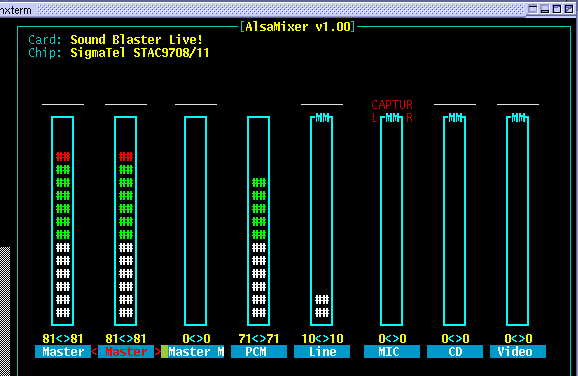 nxterm
[AlsaMixer v1.00]
Card: Sound Blaster Live!
Chip: SigmaTel STAC9708/11
CAPTUR
MM L MM R MM MM
81<>81 81<>81 0<>0 71<>71 10<>10 0<>0 0<>0 0<>0
Master < Master > Master M PCM Line MIC CD Video